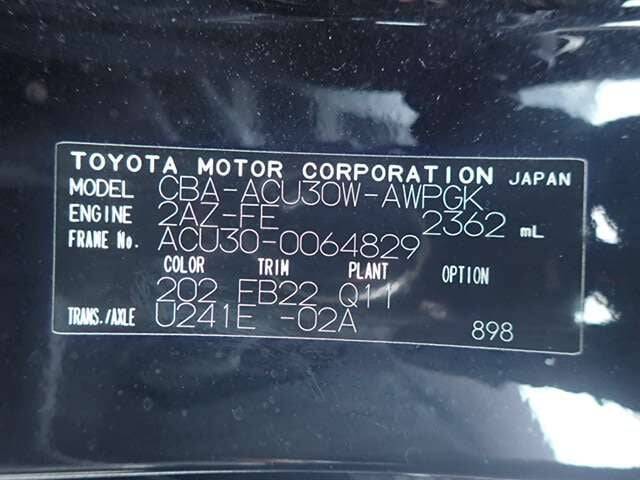 TOYOTA MOTOR CORPORATION JAPAN
MODEL CBA-ACU30W-AWPGK
ENGINE 2AZ-FE 2362 mL
FRAME No. ACU30-0064829
COLOR TRIM PLANT OPTION
202 FB22 Q11
TRANS./AXLE U241E -02A 898